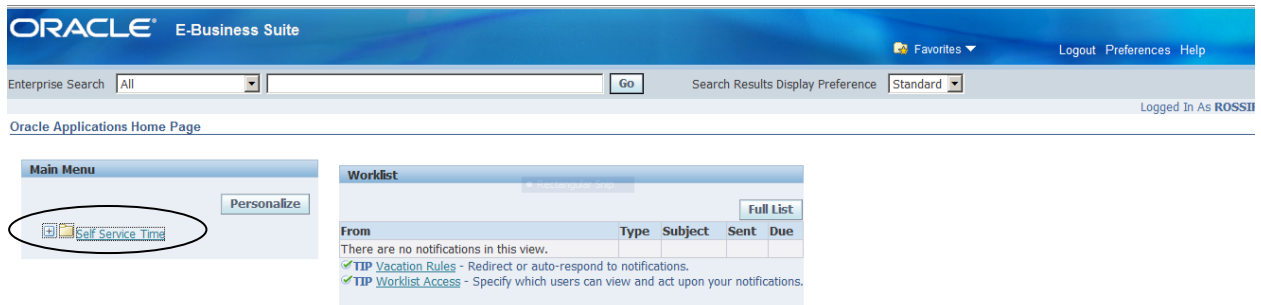 ORACLE® E-Business Suite
Favorites Logout Preferences Help
Enterprise Search All Go Search Results Display Preference Standard
Logged In As ROSSIF
Oracle Applications Home Page
Main Menu
Personalize
Self Service Time
Worklist
Rectangular Snip
Full List
From Type Subject Sent Due
There are no notifications in this view.
TIP Vacation Rules - Redirect or auto-respond to notifications.
TIP Worklist Access - Specify which users can view and act upon your notifications.